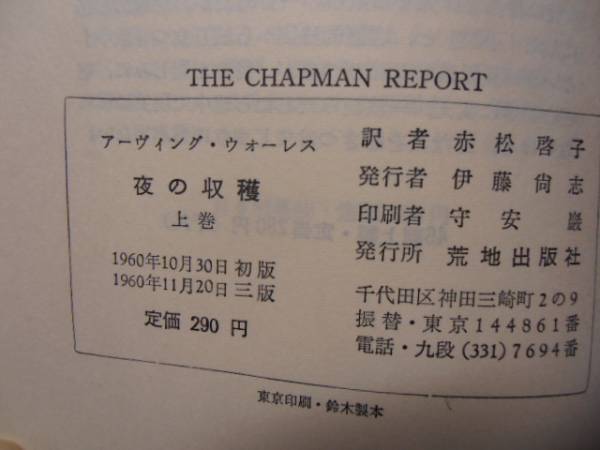 THE CHAPMAN REPORT
アーヴィング・ウォーレス
夜の収穫
上巻
1960年10月30日 初版
1960年11月20日 三版
定価 290 円
訳者 赤松啓子
発行者 伊藤尙志
印刷者 守安巌
発行所 荒地出版社
千代田区神田三崎町2の9
振替・東京144861番
電話・九段(331)7694番
東京印刷・鈴木製本